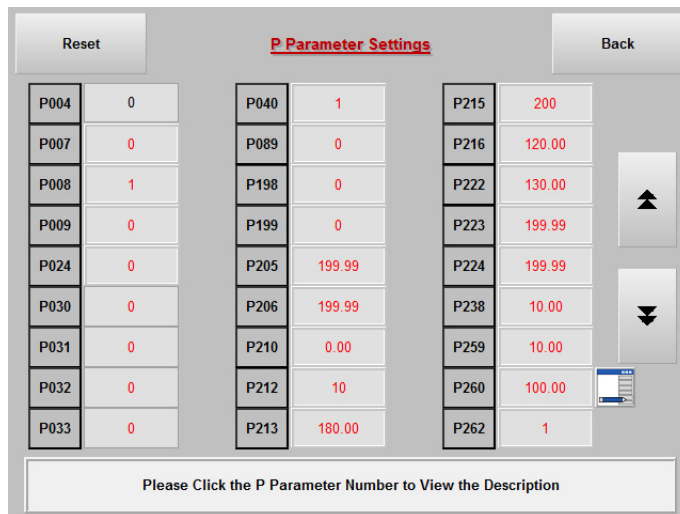 Reset P Parameter Settings Back
P004 0 P040 1 P215 200
P007 0 P089 0 P216 120.00
P008 1 P198 0 P222 130.00
P009 0 P199 0 P223 199.99
P024 0 P205 199.99 P224 199.99
P030 0 P206 199.99 P238 10.00
P031 0 P210 0.00 P259 10.00
P032 0 P212 10 P260 100.00
P033 0 P213 180.00 P262 1
Please Click the P Parameter Number to View the Description